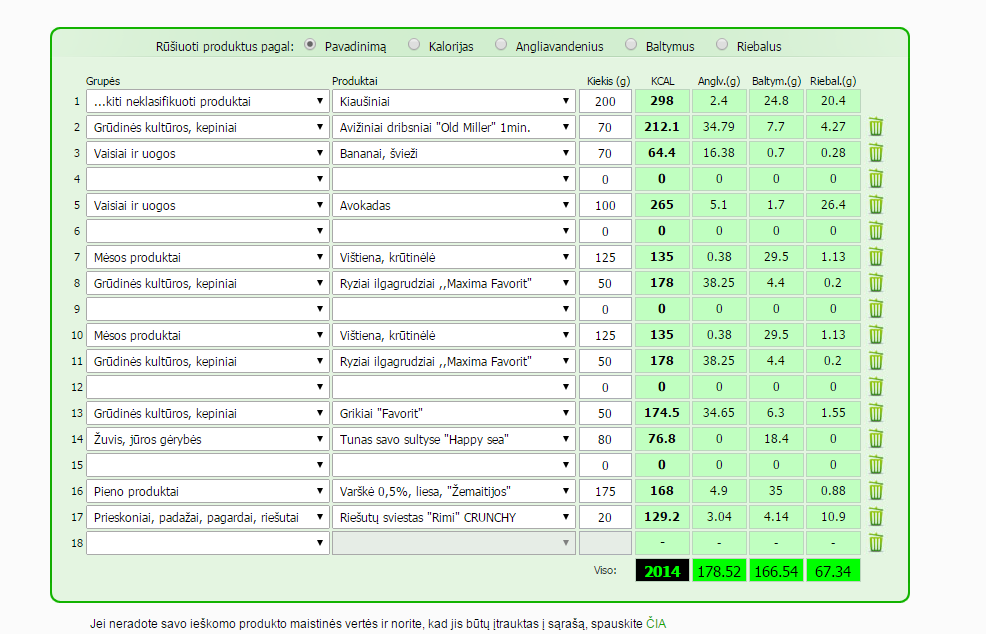 Rūšiuoti produktus pagal: Pavadinimą Kalorijas Angliavandenius Baltymus Riebalus
Grupės Produktai Kiekis (g) KCAL Anglv.(g) Baltym.(g) Riebal.(g)
1 ...kiti neklasifikuoti produktai Kiaušiniai 200 298 2.4 24.8 20.4
2 Grūdinės kultūros, kepiniai Avižiniai dribsniai "Old Miller" 1min. 70 212.1 34.79 7.7 4.27
3 Vaisiai ir uogos Bananai, švieži 70 64.4 16.38 0.7 0.28
4 0 0 0 0 0
5 Vaisiai ir uogos Avokadas 100 265 5.1 1.7 26.4
6 0 0 0 0 0
7 Mėsos produktai Vištiena, krūtinėlė 125 135 0.38 29.5 1.13
8 Grūdinės kultūros, kepiniai Ryziai ilgagrudziai ,,Maxima Favorit" 50 178 38.25 4.4 0.2
9 0 0 0 0 0
10 Mėsos produktai Vištiena, krūtinėlė 125 135 0.38 29.5 1.13
11 Grūdinės kultūros, kepiniai Ryziai ilgagrudziai ,,Maxima Favorit" 50 178 38.25 4.4 0.2
12 0 0 0 0 0
13 Grūdinės kultūros, kepiniai Grikiai "Favorit" 50 174.5 34.65 6.3 1.55
14 Žuvis, jūros gėrybės Tunas savo sultyse "Happy sea" 80 76.8 0 18.4 0
15 0 0 0 0 0
16 Pieno produktai Varškė 0,5%, liesa, "Žemaitijos" 175 168 4.9 35 0.88
17 Prieskoniai, padažai, pagardai, riešutai Riešutų sviestas "Rimi" CRUNCHY 20 129.2 3.04 4.14 10.9
18 - - - -
Viso: 2014 178.52 166.54 67.34
Jei neradote savo ieškomo produkto maistinės vertės ir norite, kad jis būtų įtrauktas į sąrašą, spauskite ČIA